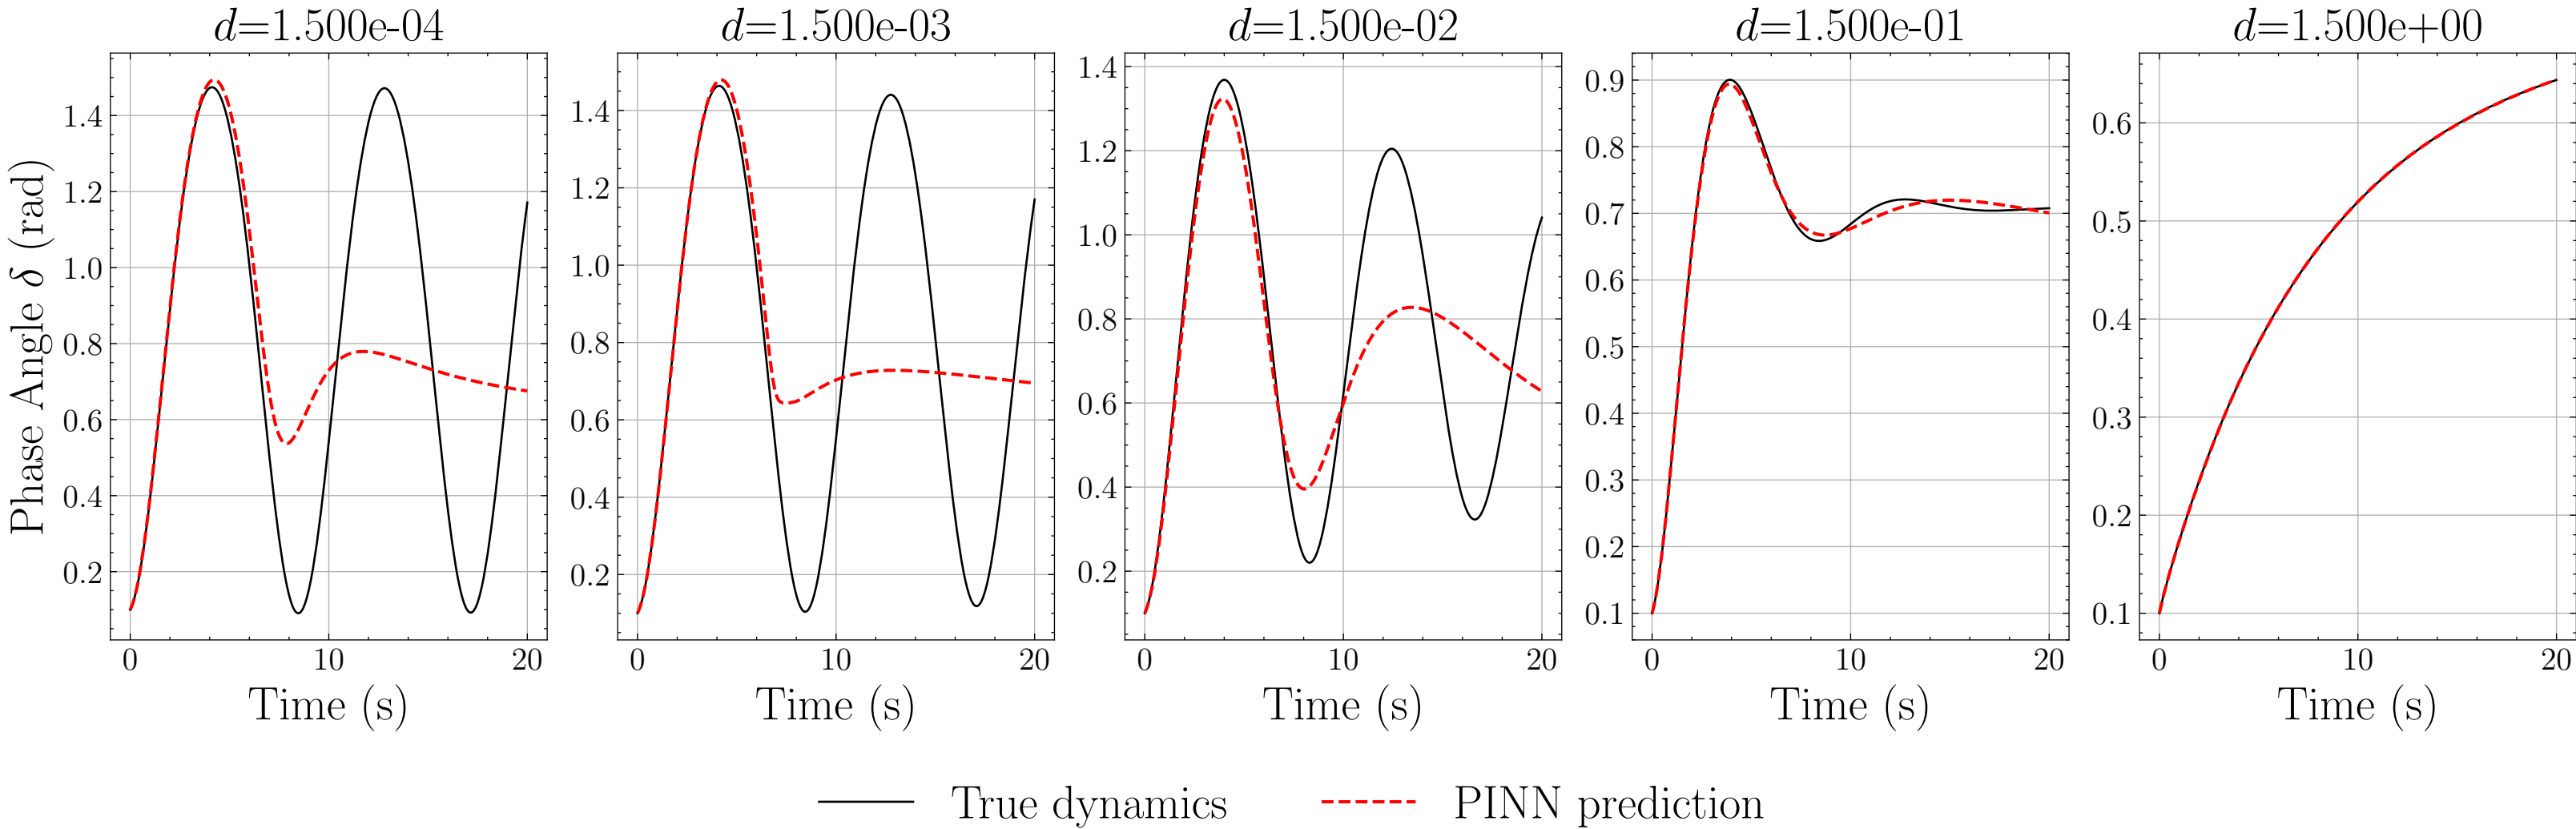 d=1.500e-04
d=1.500e-03
d=1.500e-02
d=1.500e-01
d=1.500e+00
Phase Angle δ (rad)
1.4
1.2
1.0
0.8
0.6
0.4
0.2
0 10 20
Time (s)
1.4
1.2
1.0
0.8
0.6
0.4
0.2
0 10 20
Time (s)
1.4
1.2
1.0
0.8
0.6
0.4
0.2
0 10 20
Time (s)
0.9
0.8
0.7
0.6
0.5
0.4
0.3
0.2
0.1
0 10 20
Time (s)
0.6
0.5
0.4
0.3
0.2
0.1
0 10 20
Time (s)
True dynamics
PINN prediction